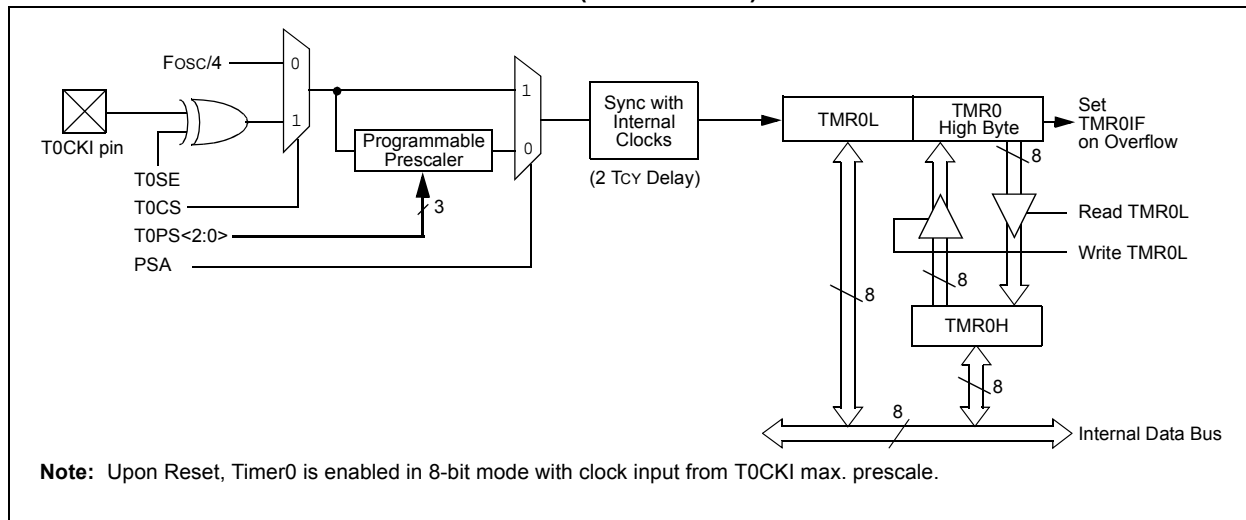 FOSC/4
0
1
T0CKI pin
T0SE
T0CS
T0PS<2:0>
PSA
Programmable
Prescaler
3
1
0
Sync with
Internal
Clocks
(2 TCY Delay)
TMR0L
TMR0
High Byte
Set
TMR0IF
on Overflow
8
Read TMR0L
Write TMR0L
8
8
TMR0H
8
8
Internal Data Bus
Note: Upon Reset, Timer0 is enabled in 8-bit mode with clock input from T0CKI max. prescale.